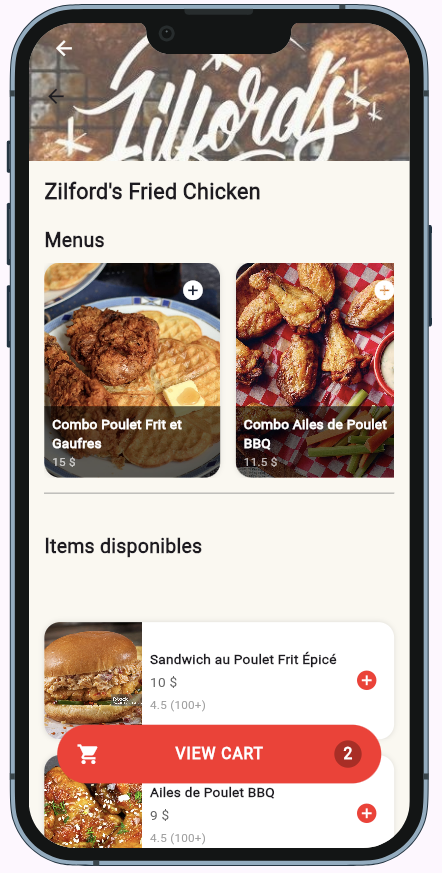 Zilford's
Zilford's Fried Chicken
Menus
Combo Poulet Frit et
Gaufres
15 $
Combo Ailes de Poulet
BBQ
11.5 $
Items disponibles
Sandwich au Poulet Frit Épicé
10 $
4.5 (100+)
iStock
VIEW CART 2
Ailes de Poulet BBQ
9 $
4.5 (100+)